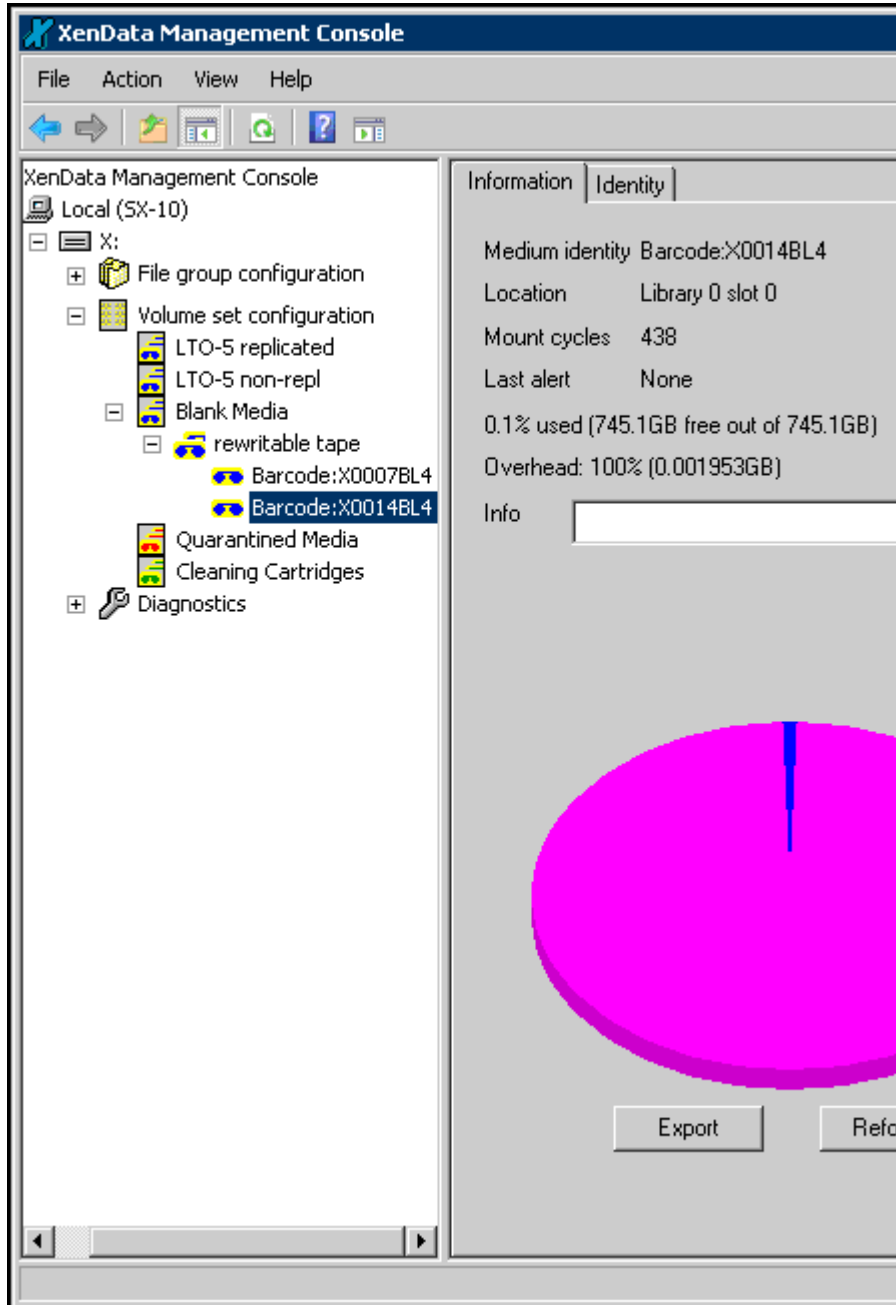 XenData Management Console
File Action View Help
XenData Management Console
Local (SX-10)
X:
File group configuration
Volume set configuration
LTO-5 replicated
LTO-5 non-repl
Blank Media
rewritable tape
Barcode:X0007BL4
Barcode:X0014BL4
Quarantined Media
Cleaning Cartridges
Diagnostics
Information Identity
Medium identity Barcode:X0014BL4
Location Library 0 slot 0
Mount cycles 438
Last alert None
0.1% used (745.1GB free out of 745.1GB)
Overhead: 100% (0.001953GB)
Info
Export